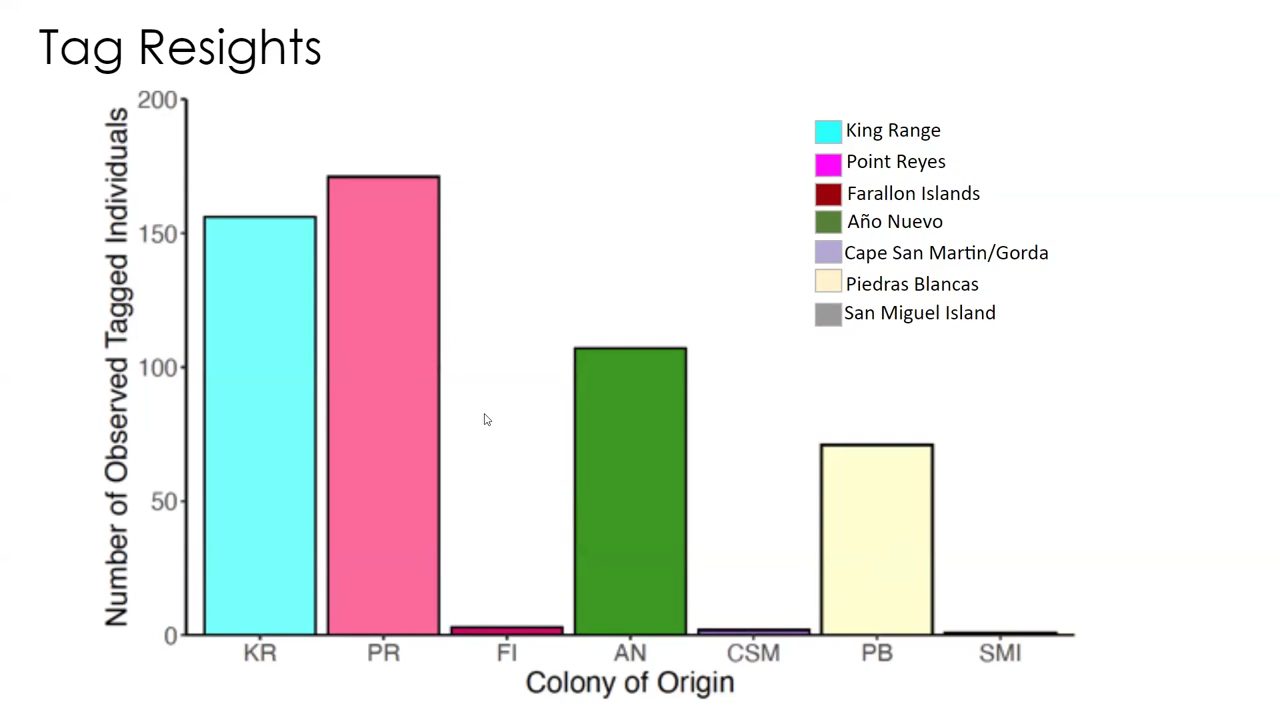 Tag Resights
Number of Observed Tagged Individuals
200
150
100
50
0
King Range
Point Reyes
Farallon Islands
Año Nuevo
Cape San Martin/Gorda
Piedras Blancas
San Miguel Island
KR PR FI AN CSM PB SMI
Colony of Origin